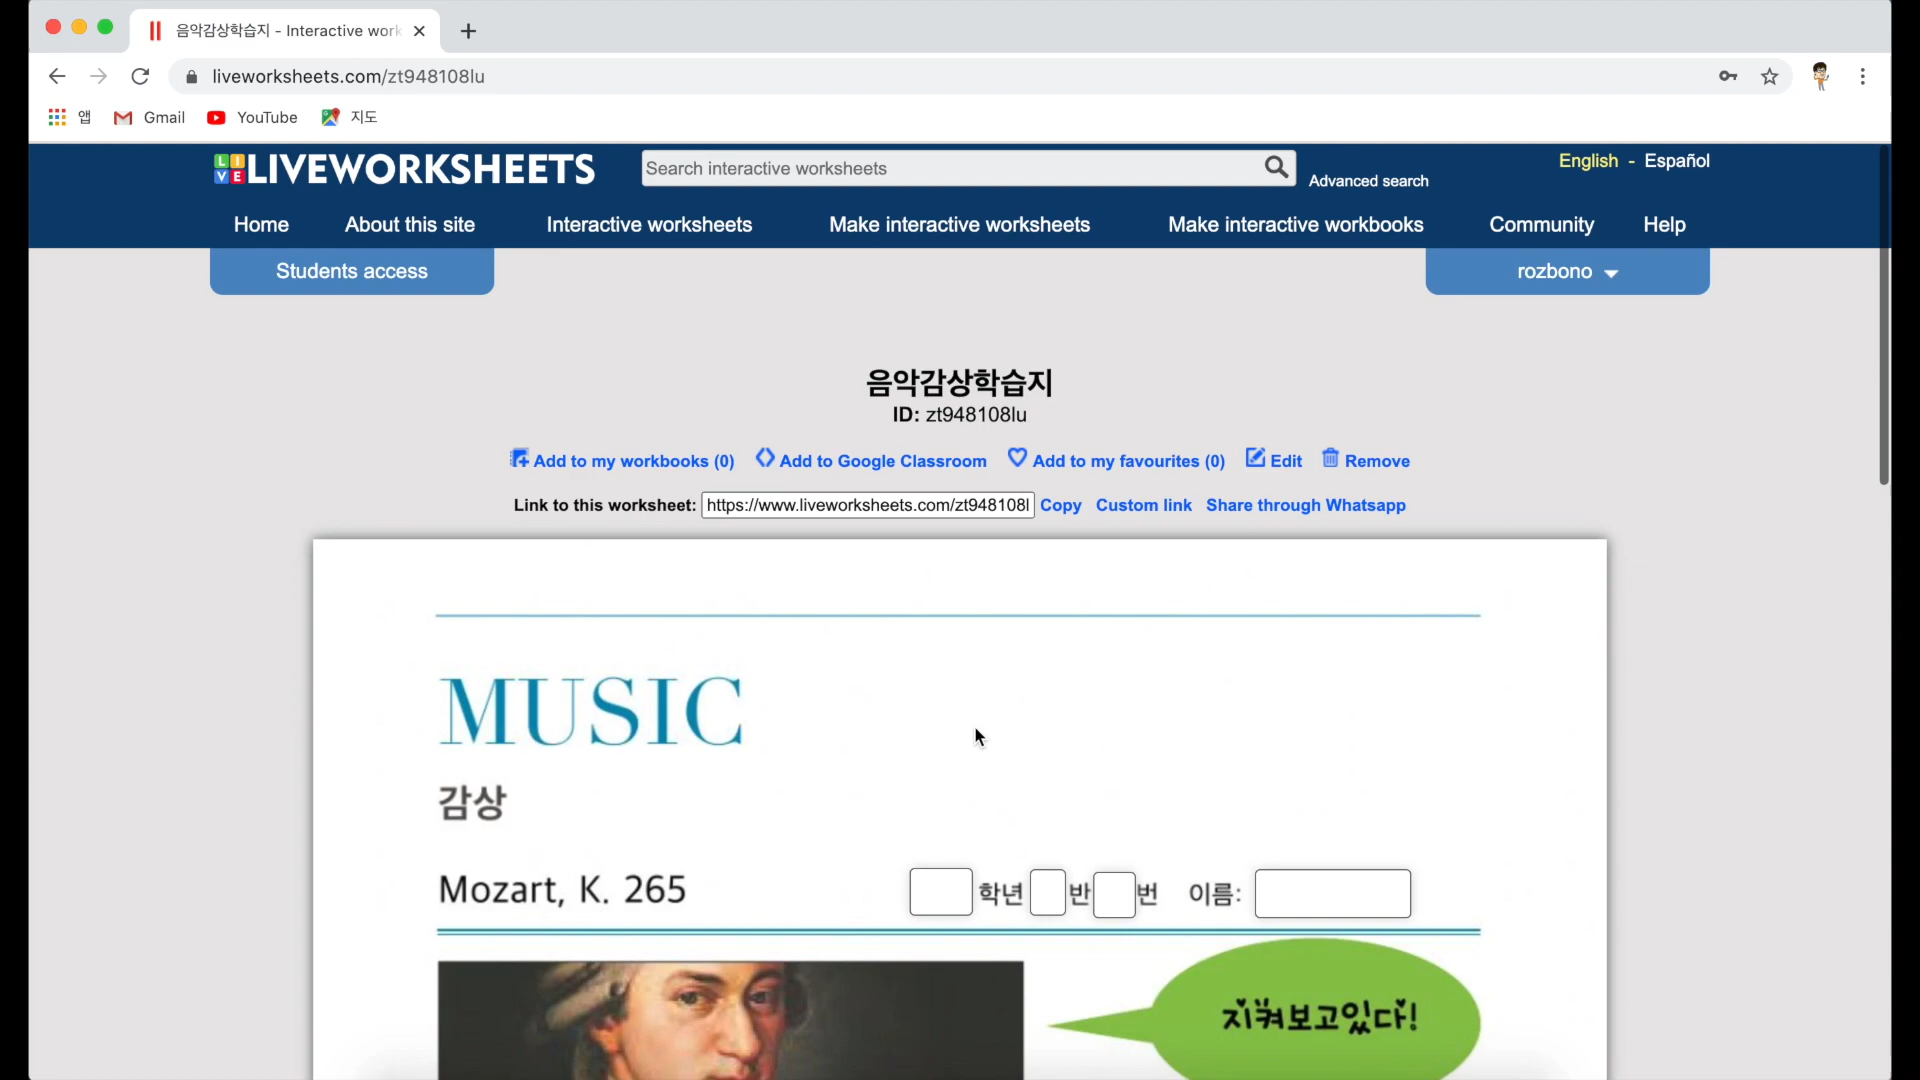 음악감상학습지 - Interactive work
liveworksheets.com/zt948108lu
앱 Gmail YouTube 지도
LIVE LIVEWORKSHEETS Search interactive worksheets Advanced search English - Español
Home About this site Interactive worksheets Make interactive worksheets Make interactive workbooks Community Help
Students access rozbono
음악감상학습지
ID: zt948108lu
Add to my workbooks (0) Add to Google Classroom Add to my favourites (0) Edit Remove
Link to this worksheet: https://www.liveworksheets.com/zt948108l Copy Custom link Share through Whatsapp
MUSIC
감상
Mozart, K. 265 학년 반 번 이름:
지켜보고있다!